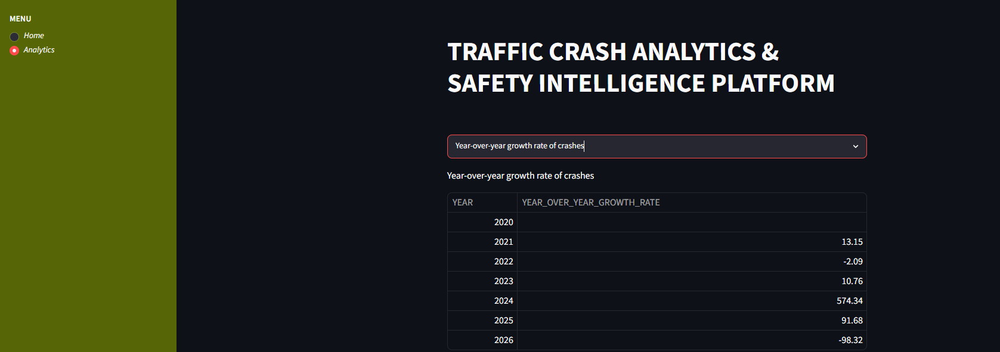 MENU
Home
Analytics
TRAFFIC CRASH ANALYTICS &
SAFETY INTELLIGENCE PLATFORM
Year-over-year growth rate of crashes
Year-over-year growth rate of crashes
YEAR YEAR_OVER_YEAR_GROWTH_RATE
2020
2021 13.15
2022 -2.09
2023 10.76
2024 574.34
2025 91.68
2026 -98.32